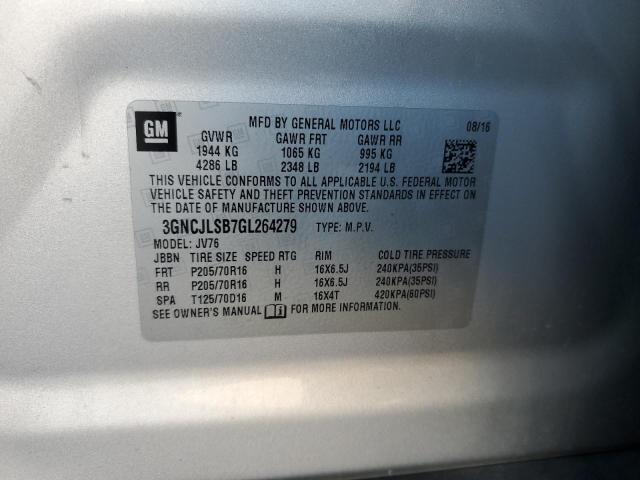 GM
MFD BY GENERAL MOTORS LLC 08/16
GVWR GAWR FRT GAWR RR
1944 KG 1065 KG 995 KG
4286 LB 2348 LB 2194 LB
THIS VEHICLE CONFORMS TO ALL APPLICABLE U.S. FEDERAL MOTOR
VEHICLE SAFETY AND THEFT PREVENTION STANDARDS IN EFFECT ON
THE DATE OF MANUFACTURE SHOWN ABOVE.
3GNCJLSB7GL264279 TYPE: M.P.V.
MODEL: JV76
JBBN TIRE SIZE SPEED RTG RIM COLD TIRE PRESSURE
FRT P205/70R16 H 16X6.5J 240KPA(35PSI)
RR P205/70R16 H 16X6.5J 240KPA(35PSI)
SPA T125/70D16 M 16X4T 420KPA(60PSI)
SEE OWNER'S MANUAL FOR MORE INFORMATION.